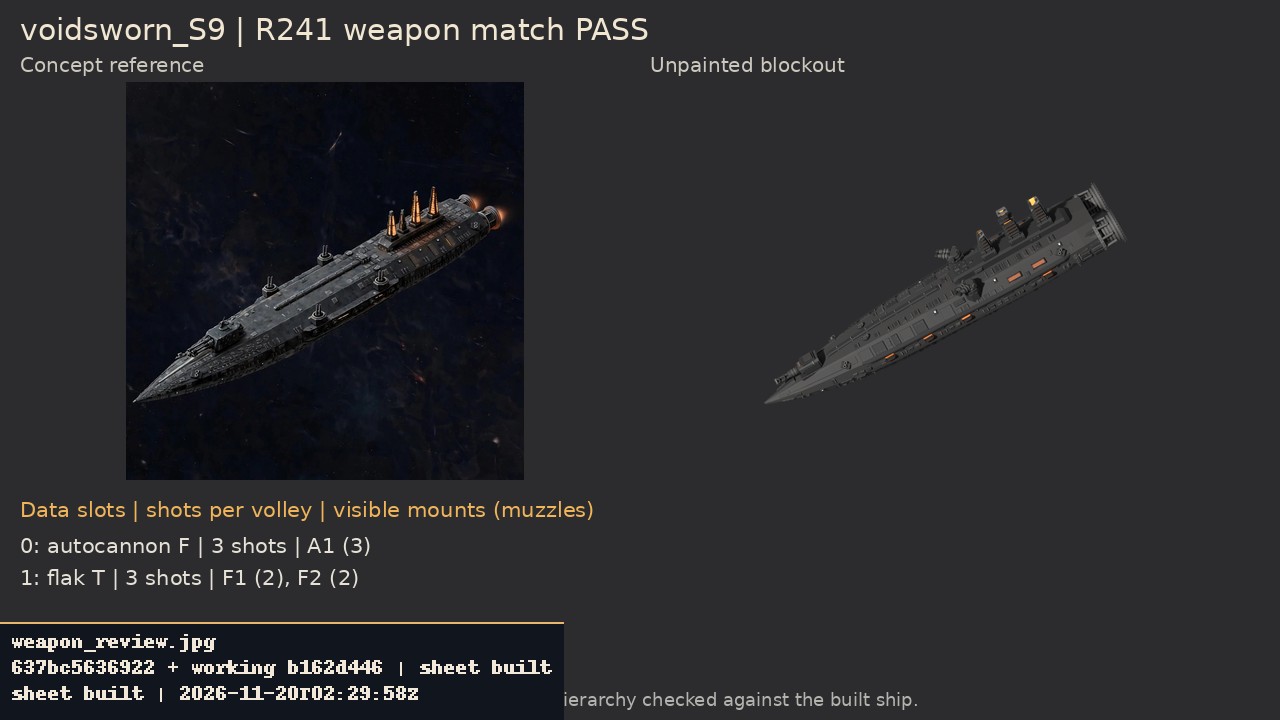 voidsworn_S9 | R241 weapon match PASS
Concept reference
Unpainted blockout
Data slots | shots per volley | visible mounts (muzzles)
0: autocannon F | 3 shots | A1 (3)
1: flak T | 3 shots | F1 (2), F2 (2)
weapon_review.jpg
637bc5636922 + working b162d446 | sheet built
sheet built | 2026-11-20T02:29:58Z
checked against the built ship.